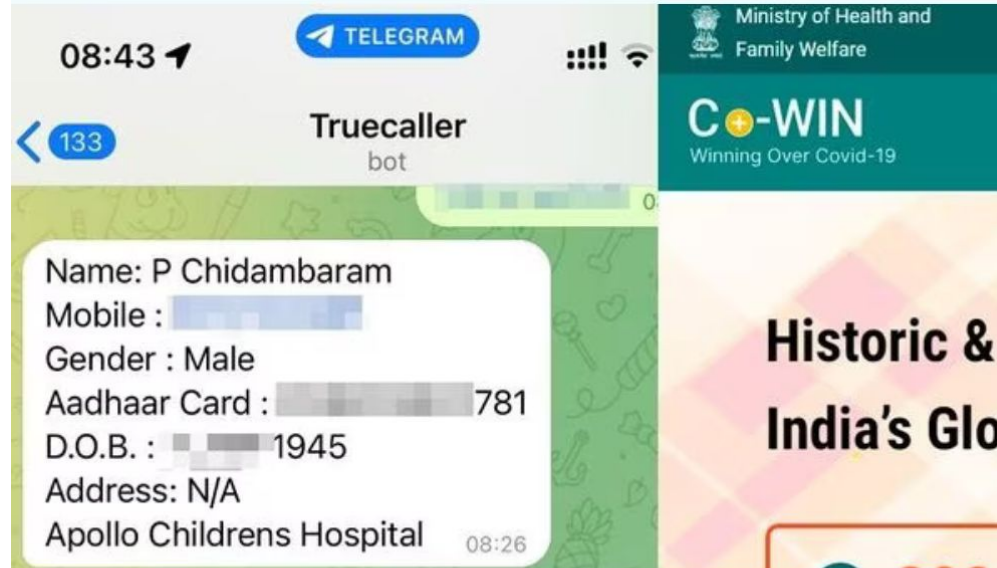 08:43
TELEGRAM
133
Truecaller
bot
Name: P Chidambaram
Mobile :
Gender : Male
Aadhaar Card : 781
D.O.B. : 1945
Address: N/A
Apollo Childrens Hospital
08:26
Ministry of Health and
Family Welfare
Co-WIN
Winning Over Covid-19
Historic &
India's Glo